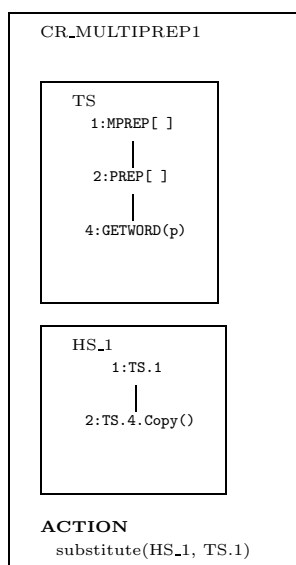 CR_MULTIPREP1
TS
1:MPREP[ ]
2:PREP[ ]
4:GETWORD(p)
HS_1
1:TS.1
2:TS.4.Copy()
ACTION
substitute(HS_1, TS.1)